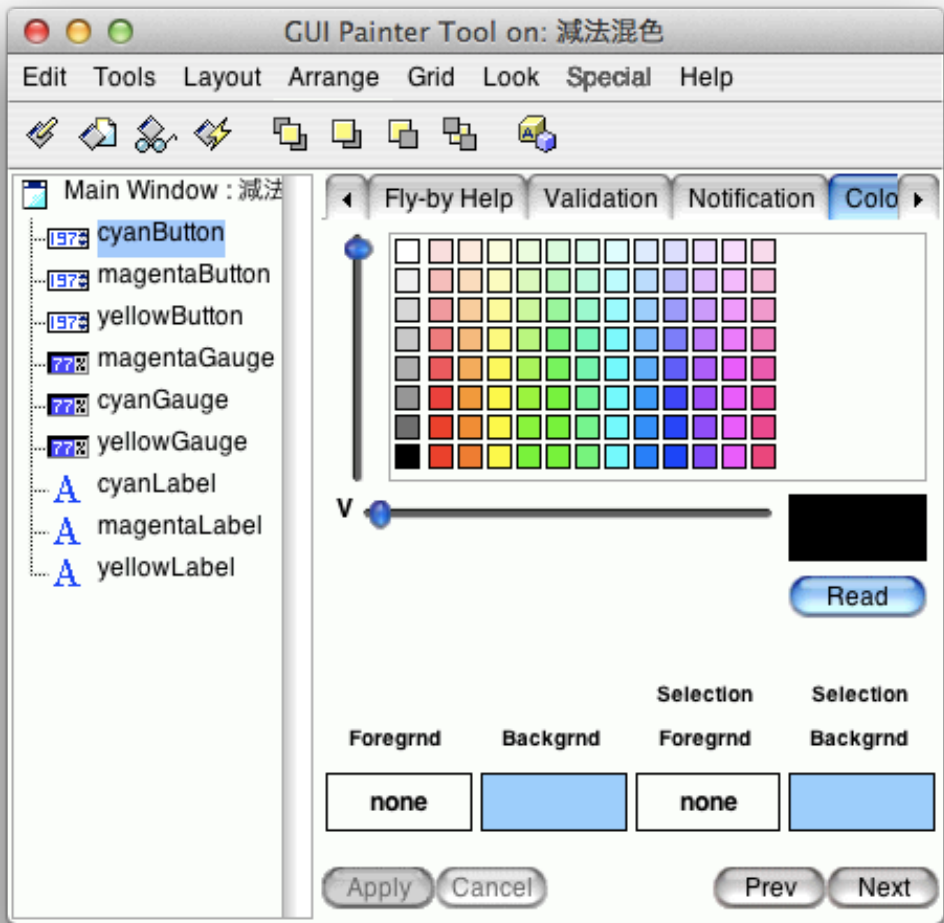 GUI Painter Tool on: 減法混色
Edit Tools Layout Arrange Grid Look Special Help
Main Window : 減法
cyanButton
magentaButton
yellowButton
magentaGauge
cyanGauge
yellowGauge
cyanLabel
magentaLabel
yellowLabel
Fly-by Help Validation Notification Colo
V
Read
Selection Selection
Foregrnd Backgrnd Foregrnd Backgrnd
none none
Apply Cancel Prev Next